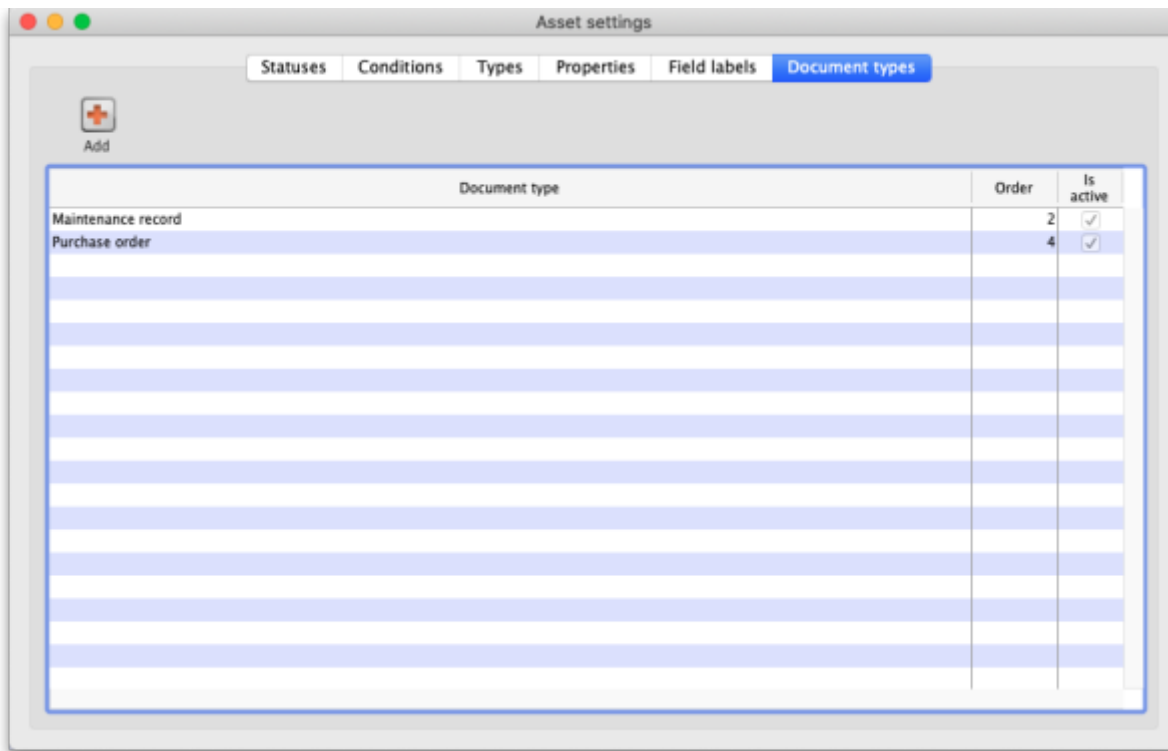 Asset settings
Statuses Conditions Types Properties Field labels Document types
Add
Document type Order Is active
Maintenance record 2
Purchase order 4